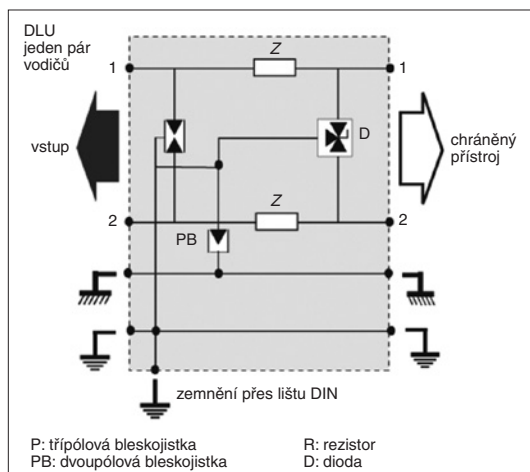 DLU
jeden pár
vodičů
Z
1
1
D
vstup
chráněný
přístroj
Z
2
2
PB
zemnění přes lištu DIN
P: třípólová bleskojistka
R: rezistor
PB: dvoupólová bleskojistka
D: dioda